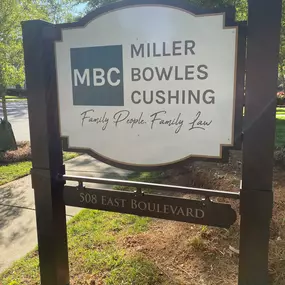 MBC
MILLER
BOWLES
CUSHING
Family People. Family Law
508 East Boulevard